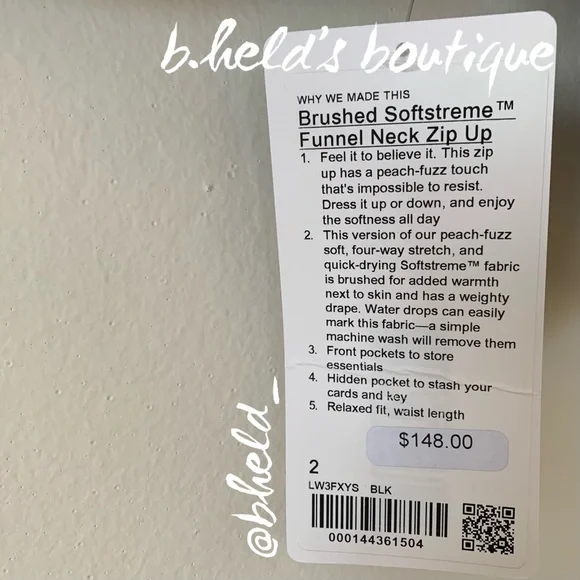 b.held's boutique
WHY WE MADE THIS
Brushed Softstreme™
Funnel Neck Zip Up
1. Feel it to believe it. This zip
up has a peach-fuzz touch
that's impossible to resist.
Dress it up or down, and enjoy
the softness all day
2. This version of our peach-fuzz
soft, four-way stretch, and
quick-drying Softstreme™ fabric
is brushed for added warmth
next to skin and has a weighty
drape. Water drops can easily
mark this fabric—a simple
machine wash will remove them
3. Front pockets to store
essentials
4. Hidden pocket to stash your
cards and key
5. Relaxed fit, waist length
$148.00
2
LW3FXYS BLK
000144361504
@bheld_